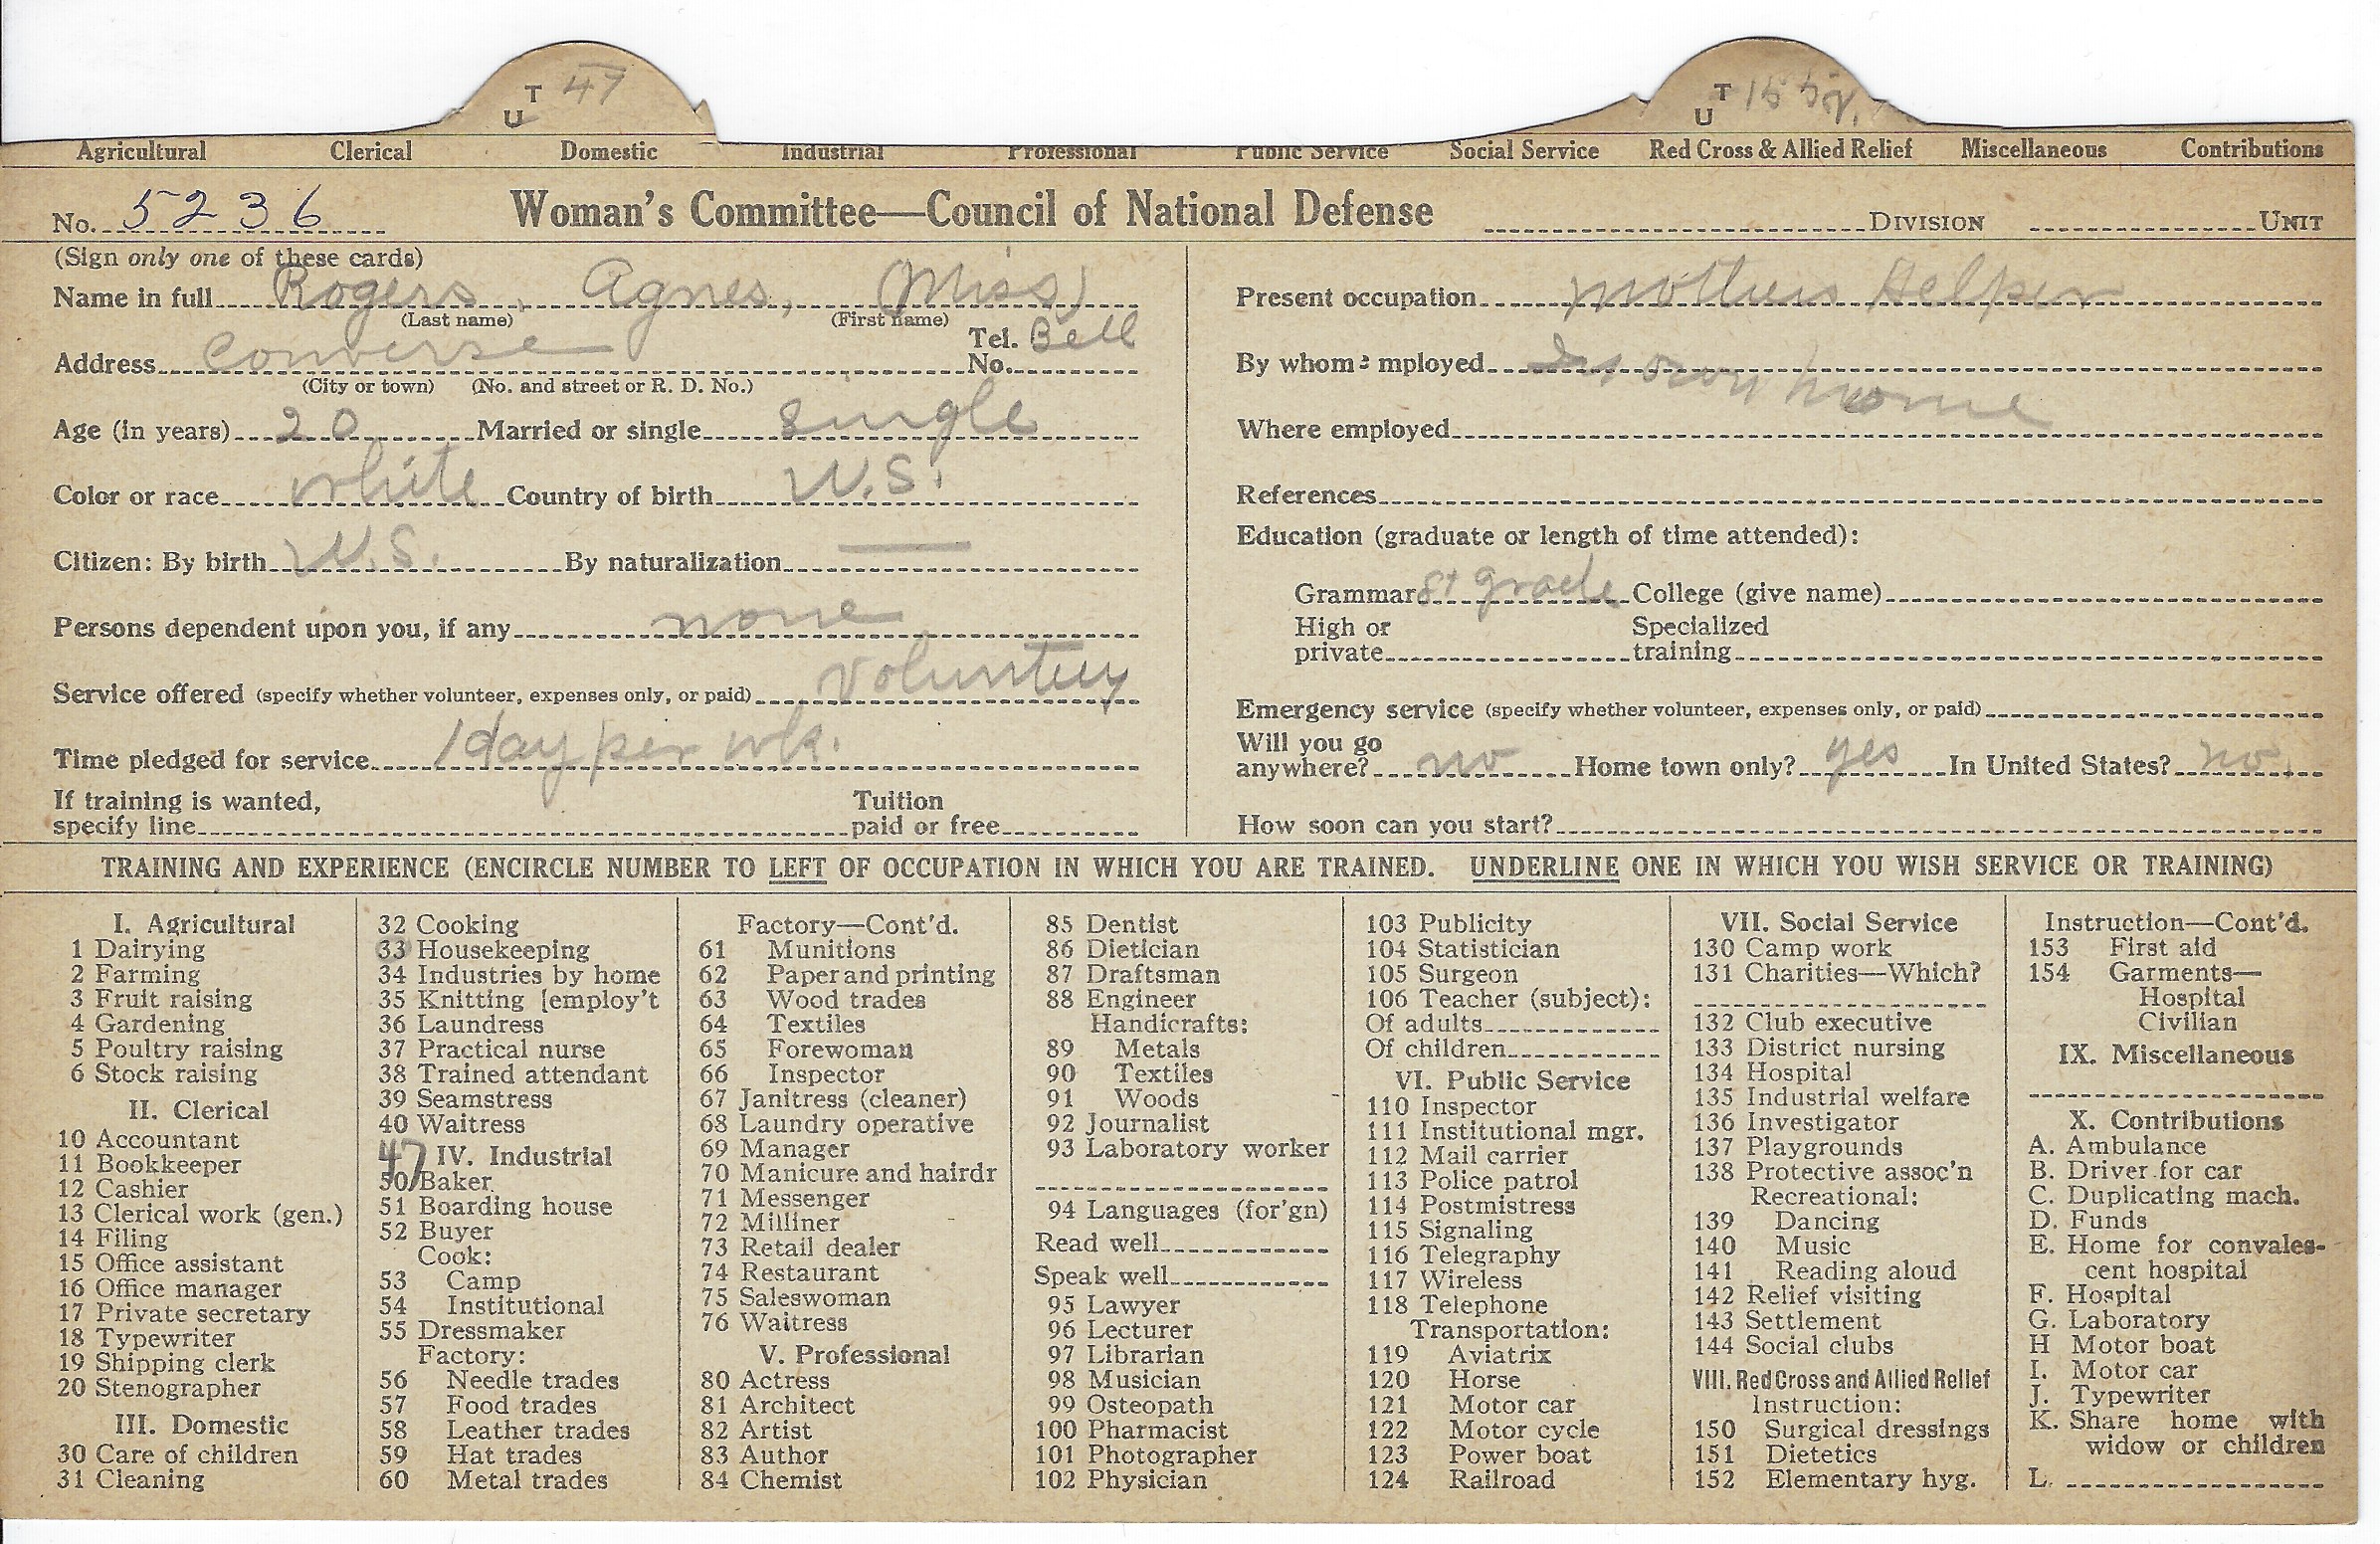 T 47
U
T
U
Agricultural Clerical Domestic Industrial Professional Public Service Social Service Red Cross & Allied Relief Miscellaneous Contributions
No. 5236 Woman's Committee—Council of National Defense DIVISION UNIT
(Sign only one of these cards)
Name in full Rogers, Agnes, (Miss)
(Last name) (First name)
Address Converse Tel. No. Bell
(City or town) (No. and street or R. D. No.)
Age (in years) 20 Married or single single
Color or race white Country of birth U.S.
Citizen: By birth U.S. By naturalization —
Persons dependent upon you, if any none
Service offered (specify whether volunteer, expenses only, or paid) Volunteer
Time pledged for service 1 day per wk.
If training is wanted,
specify line Tuition paid or free
Present occupation Mothers Helper
By whom employed In own home
Where employed
References
Education (graduate or length of time attended):
Grammar 8t grade College (give name)
High or private Specialized training
Emergency service (specify whether volunteer, expenses only, or paid)
Will you go anywhere? no Home town only? yes In United States? no
How soon can you start?
TRAINING AND EXPERIENCE (ENCIRCLE NUMBER TO LEFT OF OCCUPATION IN WHICH YOU ARE TRAINED. UNDERLINE ONE IN WHICH YOU WISH SERVICE OR TRAINING)
I. Agricultural
1 Dairying
2 Farming
3 Fruit raising
4 Gardening
5 Poultry raising
6 Stock raising
II. Clerical
10 Accountant
11 Bookkeeper
12 Cashier
13 Clerical work (gen.)
14 Filing
15 Office assistant
16 Office manager
17 Private secretary
18 Typewriter
19 Shipping clerk
20 Stenographer
III. Domestic
30 Care of children
31 Cleaning
32 Cooking
33 Housekeeping
34 Industries by home
35 Knitting [employ't
36 Laundress
37 Practical nurse
38 Trained attendant
39 Seamstress
40 Waitress
47 IV. Industrial
50 Baker
51 Boarding house
52 Buyer
Cook:
53 Camp
54 Institutional
55 Dressmaker
Factory:
56 Needle trades
57 Food trades
58 Leather trades
59 Hat trades
60 Metal trades
Factory—Cont'd.
61 Munitions
62 Paper and printing
63 Wood trades
64 Textiles
65 Forewoman
66 Inspector
67 Janitress (cleaner)
68 Laundry operative
69 Manager
70 Manicure and hairdr
71 Messenger
72 Milliner
73 Retail dealer
74 Restaurant
75 Saleswoman
76 Waitress
V. Professional
80 Actress
81 Architect
82 Artist
83 Author
84 Chemist
85 Dentist
86 Dietician
87 Draftsman
88 Engineer
Handicrafts:
89 Metals
90 Textiles
91 Woods
92 Journalist
93 Laboratory worker
94 Languages (for'gn)
Read well
Speak well
95 Lawyer
96 Lecturer
97 Librarian
98 Musician
99 Osteopath
100 Pharmacist
101 Photographer
102 Physician
103 Publicity
104 Statistician
105 Surgeon
106 Teacher (subject):
Of adults
Of children
VI. Public Service
110 Inspector
111 Institutional mgr.
112 Mail carrier
113 Police patrol
114 Postmistress
115 Signaling
116 Telegraphy
117 Wireless
118 Telephone
Transportation:
119 Aviatrix
120 Horse
121 Motor car
122 Motor cycle
123 Power boat
124 Railroad
VII. Social Service
130 Camp work
131 Charities—Which?
132 Club executive
133 District nursing
134 Hospital
135 Industrial welfare
136 Investigator
137 Playgrounds
138 Protective assoc'n
Recreational:
139 Dancing
140 Music
141 Reading aloud
142 Relief visiting
143 Settlement
144 Social clubs
VIII. Red Cross and Allied Relief
Instruction:
150 Surgical dressings
151 Dietetics
152 Elementary hyg.
Instruction—Cont'd.
153 First aid
154 Garments—
Hospital
Civilian
IX. Miscellaneous
X. Contributions
A. Ambulance
B. Driver for car
C. Duplicating mach.
D. Funds
E. Home for convales-
cent hospital
F. Hospital
G. Laboratory
H Motor boat
I. Motor car
J. Typewriter
K. Share home with
widow or children
L.